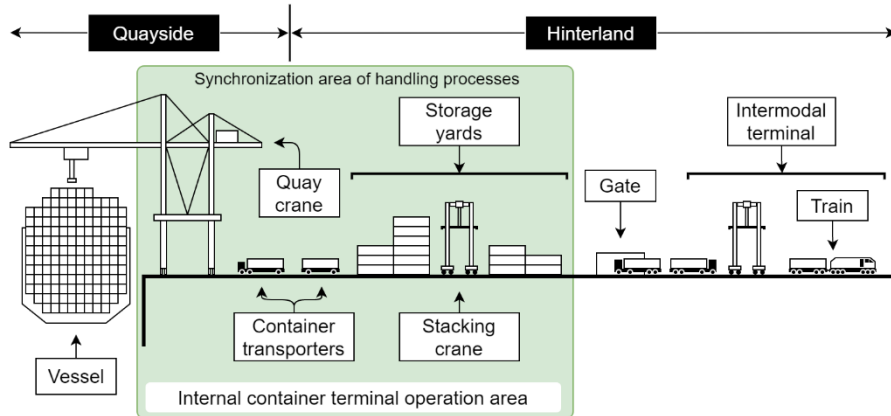 Quayside
Hinterland
Synchronization area of handling processes
Storage
yards
Intermodal
terminal
Quay
crane
Gate
Train
Container
transporters
Stacking
crane
Vessel
Internal container terminal operation area